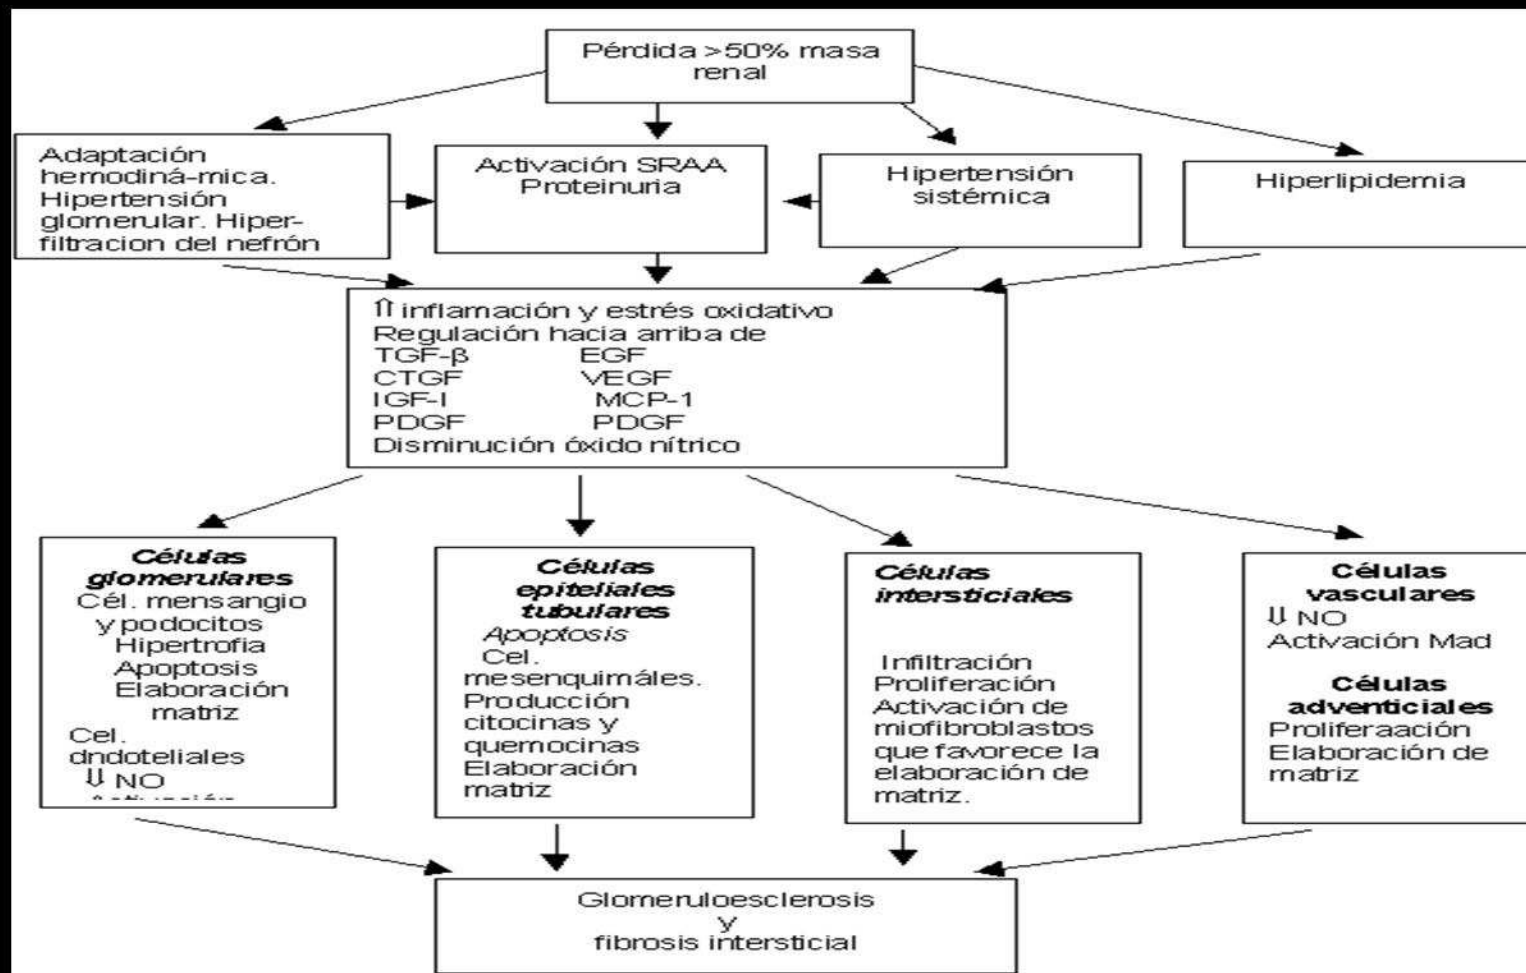 Pérdida >50% masa
renal
Adaptación
hemodiná-mica.
Hipertensión
glomerular. Hiper-
filtracion del nefrón
Activación SRAA
Proteinuria
Hipertensión
sistémica
Hiperlipidemia
⇑ inflamación y estrés oxidativo
Regulación hacia arriba de
TGF-β EGF
CTGF VEGF
IGF-I MCP-1
PDGF PDGF
Disminución óxido nítrico
Células
glomerulares
Cél. mensangio
y podocitos
Hipertrofia
Apoptosis
Elaboración
matriz
Cel.
dndoteliales
⇓ NO
Células
epiteliales
tubulares
Apoptosis
Cel.
mesenquimáles.
Producción
citocinas y
quemocinas
Elaboración
matriz
Células
intersticiales
Infiltración
Proliferación
Activación de
miofibroblastos
que favorece la
elaboración de
matriz.
Células
vasculares
⇓ NO
Activación Mad
Células
adventiciales
Proliferaación
Elaboración de
matriz
Glomeruloesclerosis
y
fibrosis intersticial